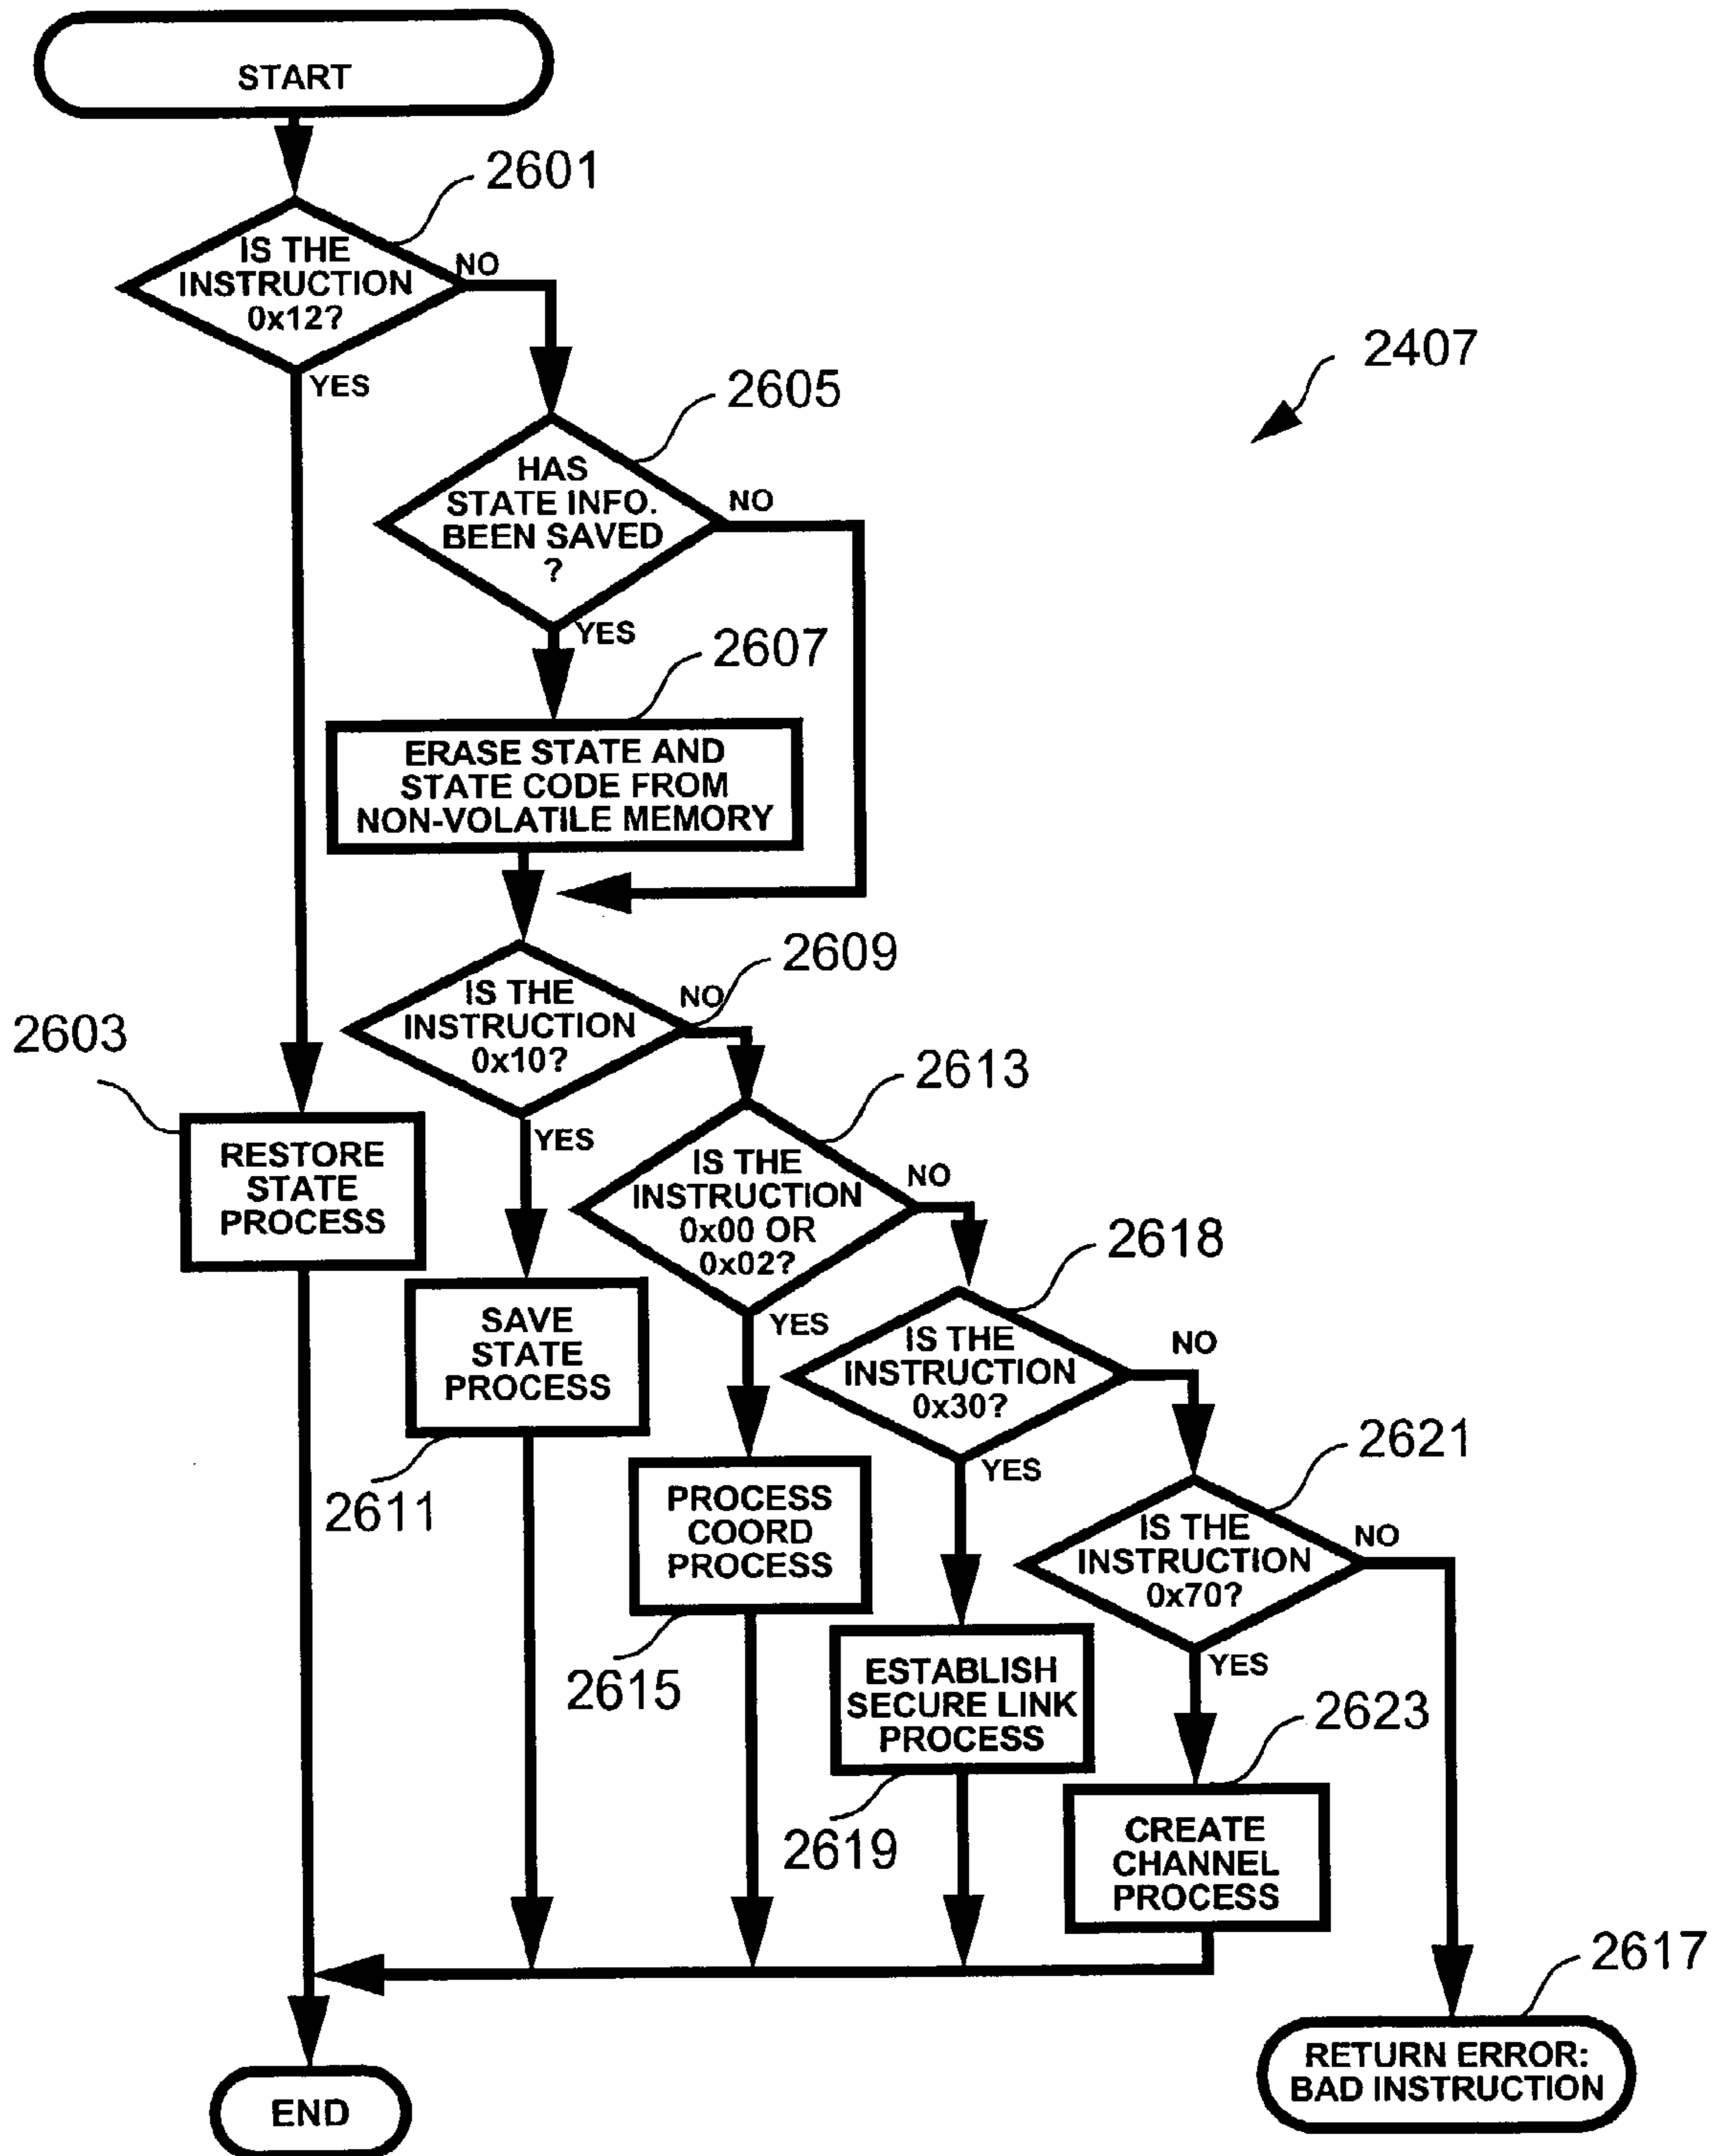 START
2601
IS THE
INSTRUCTION
0x12?
NO
YES
2407
2605
HAS
STATE INFO.
BEEN SAVED
?
NO
YES
2607
ERASE STATE AND
STATE CODE FROM
NON-VOLATILE MEMORY
2609
IS THE
INSTRUCTION
0x10?
NO
YES
2603
RESTORE
STATE
PROCESS
2613
IS THE
INSTRUCTION
0x00 OR
0x02?
NO
YES
SAVE
STATE
PROCESS
2611
2618
IS THE
INSTRUCTION
0x30?
NO
YES
PROCESS
COORD
PROCESS
2615
2621
IS THE
INSTRUCTION
0x70?
NO
YES
ESTABLISH
SECURE LINK
PROCESS
2619
2623
CREATE
CHANNEL
PROCESS
2617
RETURN ERROR:
BAD INSTRUCTION
END